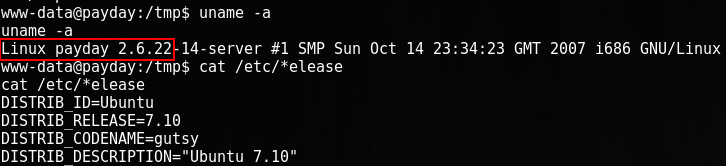 www-data@payday:/tmp$ uname -a
uname -a
Linux payday 2.6.22-14-server #1 SMP Sun Oct 14 23:34:23 GMT 2007 i686 GNU/Linux
www-data@payday:/tmp$ cat /etc/*elease
cat /etc/*elease
DISTRIB_ID=Ubuntu
DISTRIB_RELEASE=7.10
DISTRIB_CODENAME=gutsy
DISTRIB_DESCRIPTION="Ubuntu 7.10"